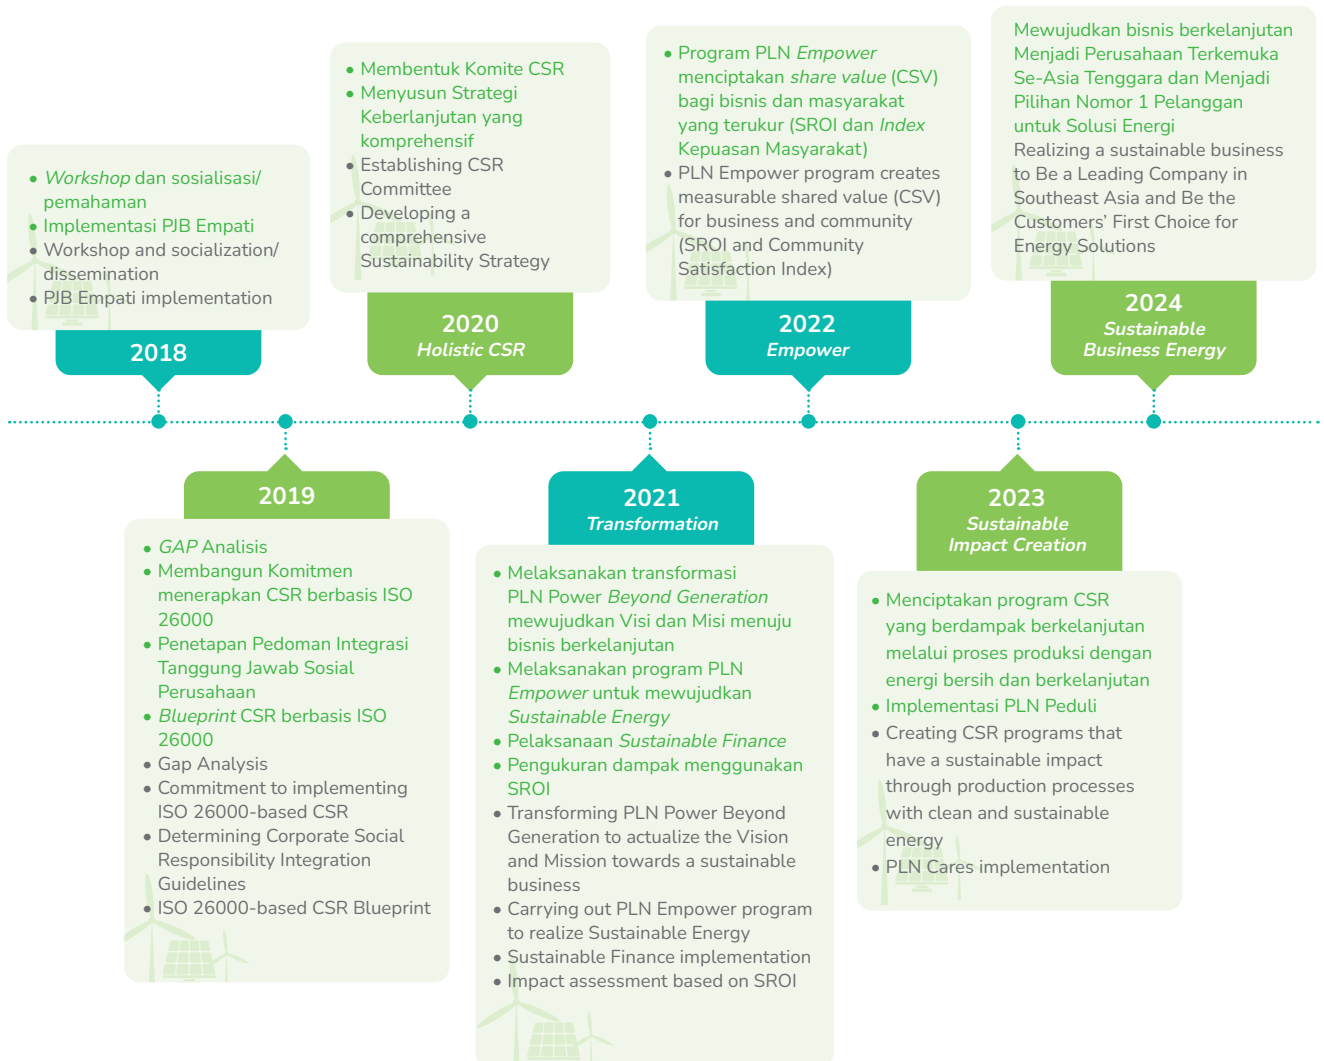 • Workshop dan sosialisasi/
pemahaman
• Implementasi PJB Empati
• Workshop and socialization/
dissemination
• PJB Empati implementation
2018
• GAP Analisis
• Membangun Komitmen
menerapkan CSR berbasis ISO
26000
• Penetapan Pedoman Integrasi
Tanggung Jawab Sosial
Perusahaan
• Blueprint CSR berbasis ISO
26000
• Gap Analysis
• Commitment to implementing
ISO 26000-based CSR
• Determining Corporate Social
Responsibility Integration
Guidelines
• ISO 26000-based CSR Blueprint
2019
• Membentuk Komite CSR
• Menyusun Strategi
Keberlanjutan yang
komprehensif
• Establishing CSR
Committee
• Developing a
comprehensive
Sustainability Strategy
2020
Holistic CSR
2021
Transformation
• Melaksanakan transformasi
PLN Power Beyond Generation
mewujudkan Visi dan Misi menuju
bisnis berkelanjutan
• Melaksanakan program PLN
Empower untuk mewujudkan
Sustainable Energy
• Pelaksanaan Sustainable Finance
• Pengukuran dampak menggunakan
SROI
• Transforming PLN Power Beyond
Generation to actualize the Vision
and Mission towards a sustainable
business
• Carrying out PLN Empower program
to realize Sustainable Energy
• Sustainable Finance implementation
• Impact assessment based on SROI
• Program PLN Empower
menciptakan share value (CSV)
bagi bisnis dan masyarakat
yang terukur (SROI dan Index
Kepuasan Masyarakat)
• PLN Empower program creates
measurable shared value (CSV)
for business and community
(SROI and Community
Satisfaction Index)
2022
Empower
2023
Sustainable
Impact Creation
• Menciptakan program CSR
yang berdampak berkelanjutan
melalui proses produksi dengan
energi bersih dan berkelanjutan
• Implementasi PLN Peduli
• Creating CSR programs that
have a sustainable impact
through production processes
with clean and sustainable
energy
• PLN Cares implementation
Mewujudkan bisnis berkelanjutan
Menjadi Perusahaan Terkemuka
Se-Asia Tenggara dan Menjadi
Pilihan Nomor 1 Pelanggan
untuk Solusi Energi
Realizing a sustainable business
to Be a Leading Company in
Southeast Asia and Be the
Customers' First Choice for
Energy Solutions
2024
Sustainable
Business Energy